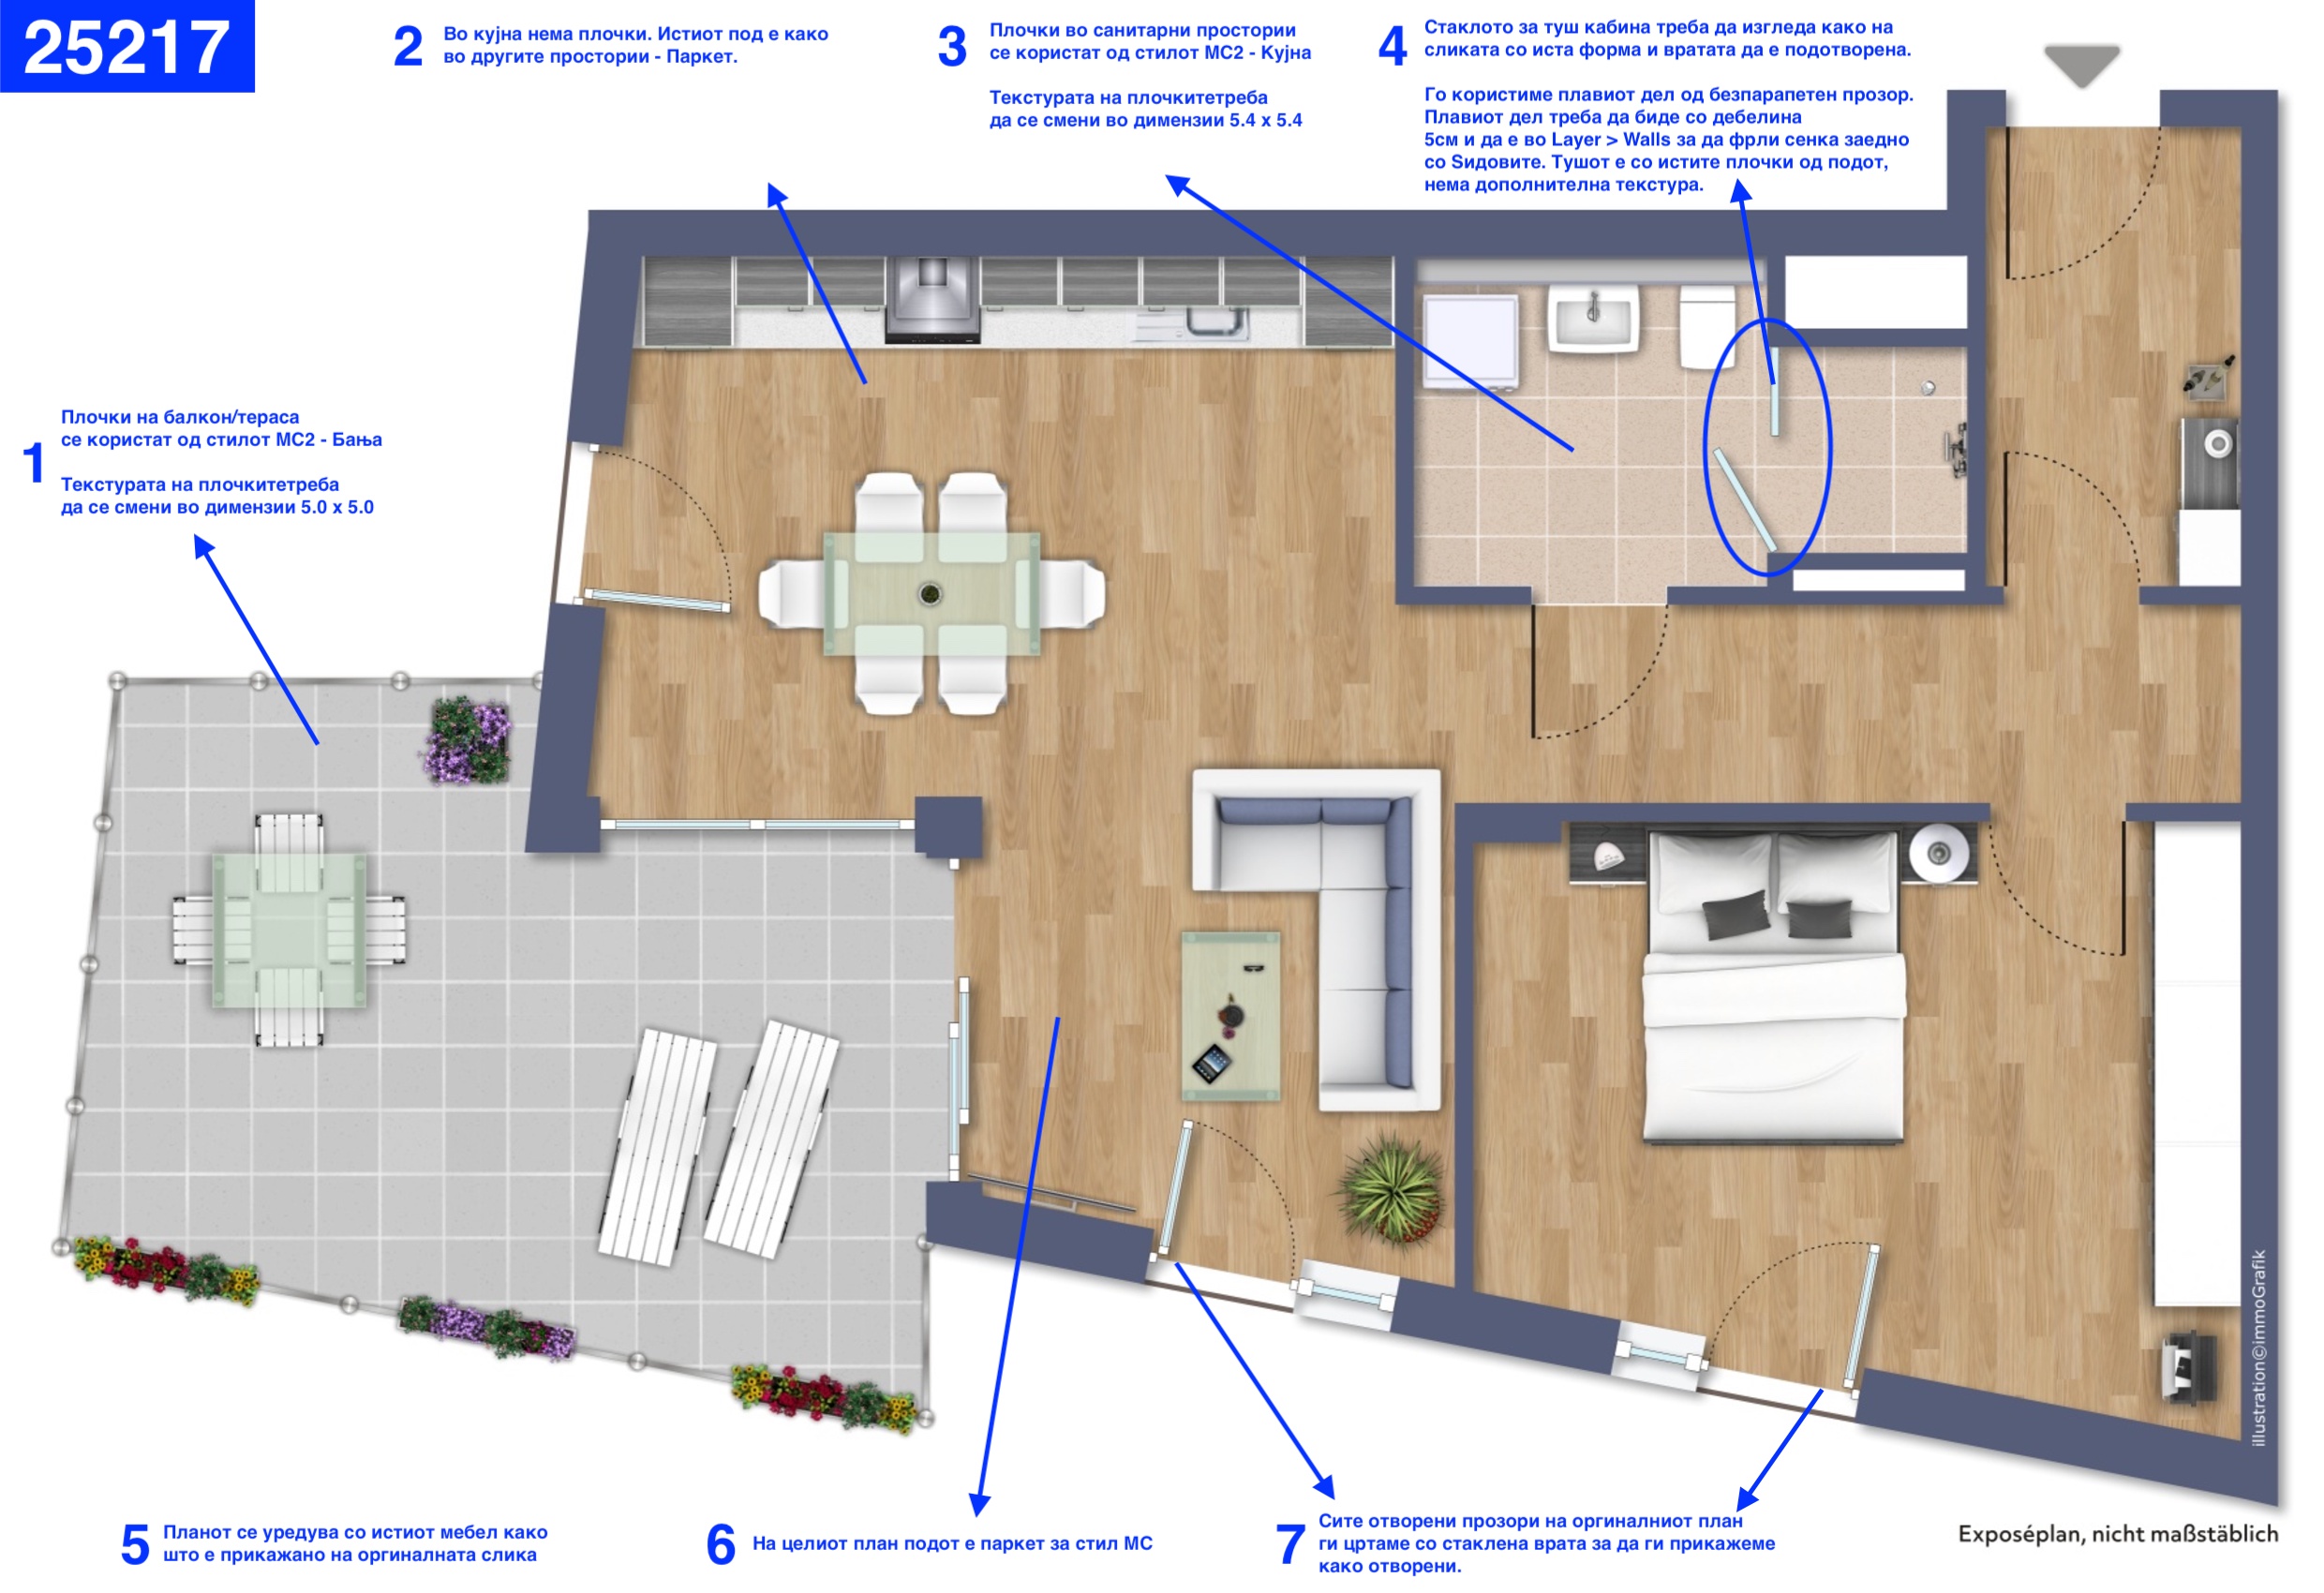 25217
2
Во кујна нема плочки. Истиот под е како
во другите простории - Паркет.
3
Плочки во санитарни простории
се користат од стилот МС2 - Кујна
Текстурата на плочкитетреба
да се смени во димензии 5.4 x 5.4
4
Стаклото за туш кабина треба да изгледа како на
сликата со иста форма и вратата да е подотворена.
Го користиме плавиот дел од безпарапетен прозор.
Плавиот дел треба да биде со дебелина
5см и да е во Layer > Walls за да фрли сенка заедно
со Ѕидовите. Тушот е со истите плочки од подот,
нема дополнителна текстура.
1
Плочки на балкон/тераса
се користат од стилот МС2 - Бања
Текстурата на плочкитетреба
да се смени во димензии 5.0 x 5.0
illustration©immoGrafik
5
Планот се уредува со истиот мебел како
што е прикажано на оргиналната слика
6
На целиот план подот е паркет за стил МС
7
Сите отворени прозори на оргиналниот план
ги цртаме со стаклена врата за да ги прикажеме
како отворени.
Exposéplan, nicht maßstäblich